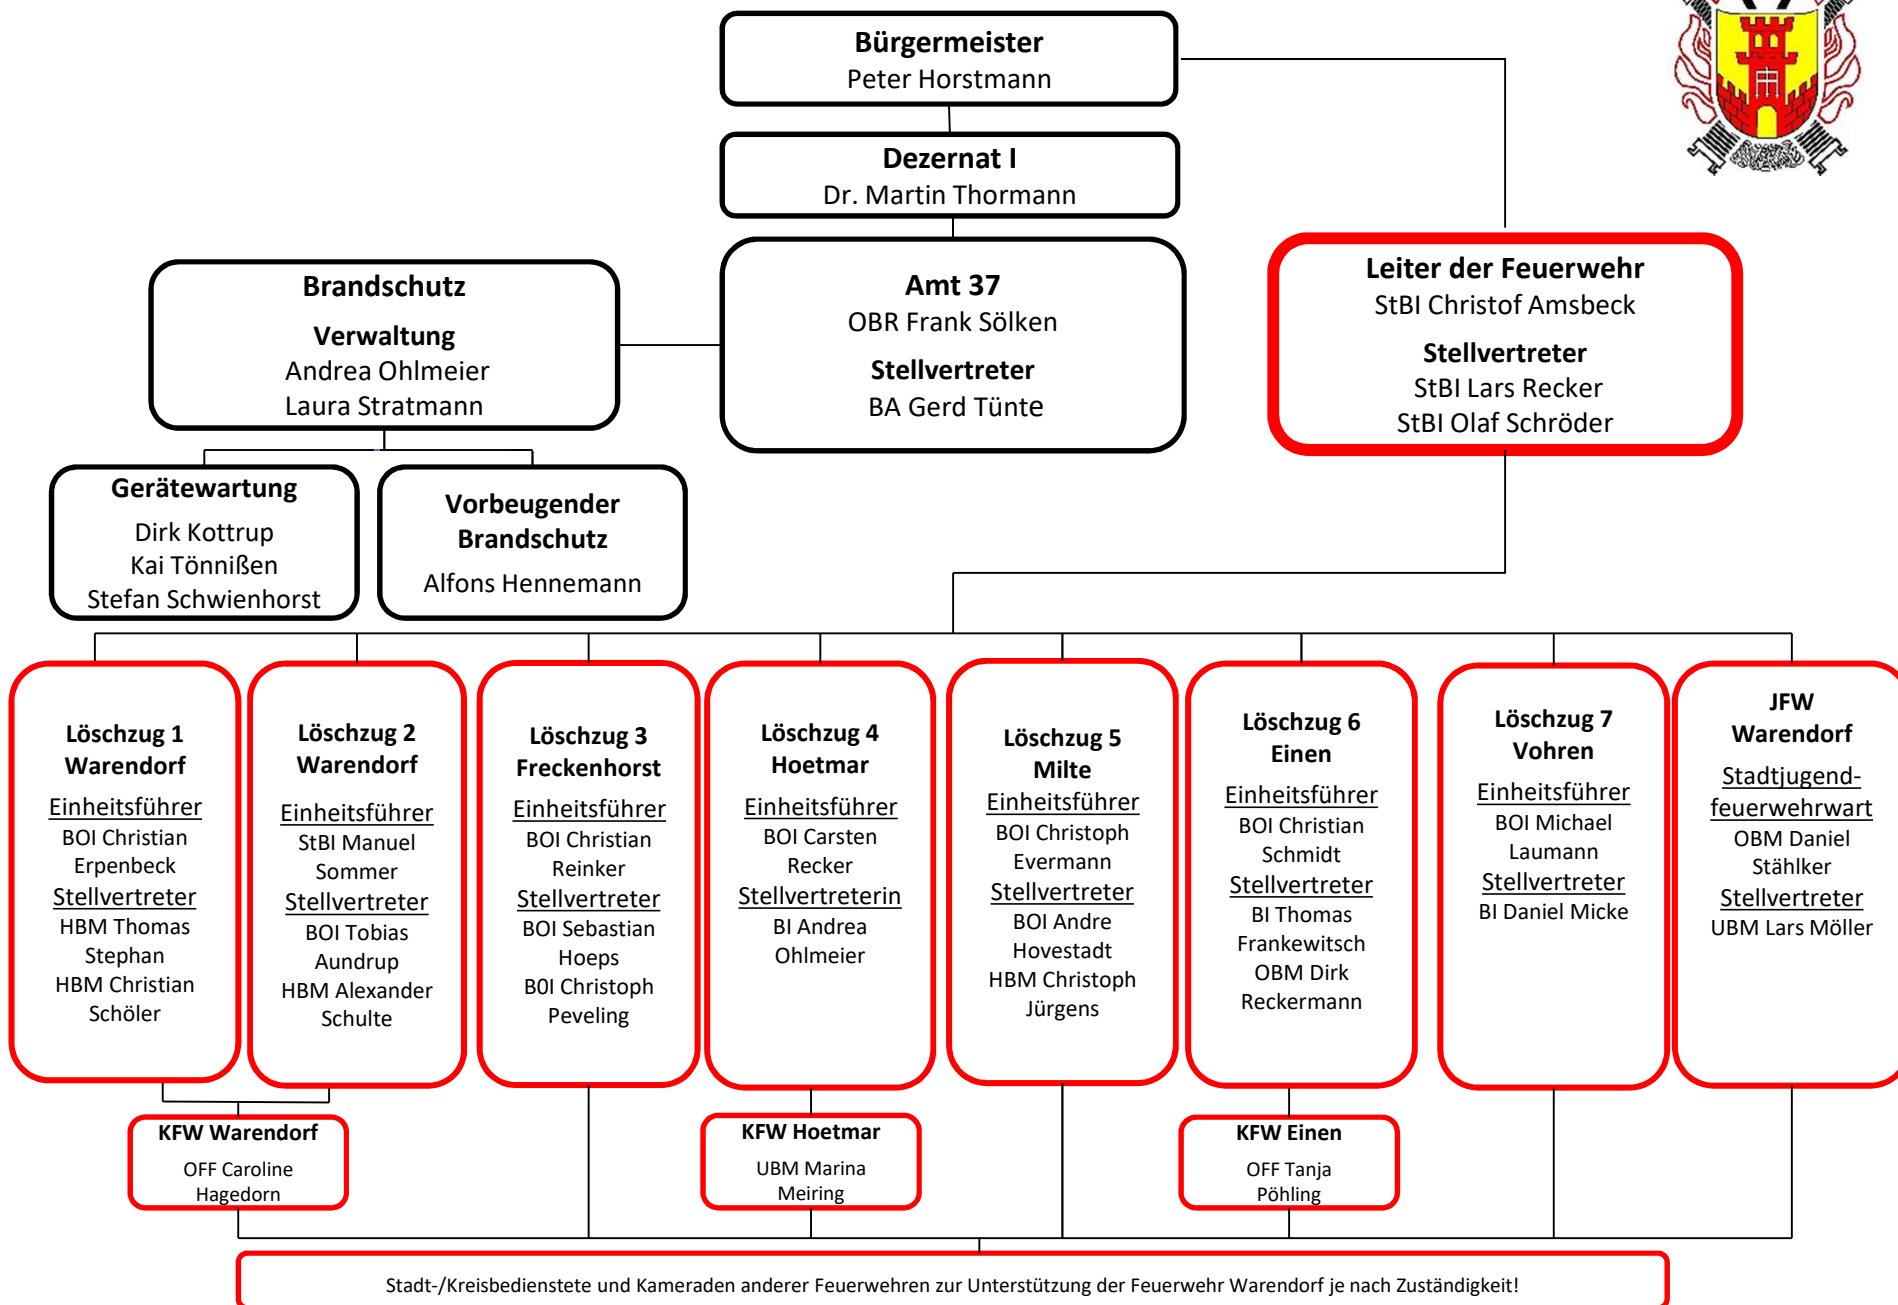 Bürgermeister
Peter Horstmann
Dezernat I
Dr. Martin Thormann
Brandschutz
Verwaltung
Andrea Ohlmeier
Laura Stratmann
Amt 37
OBR Frank Sölken
Stellvertreter
BA Gerd Tünte
Leiter der Feuerwehr
StBI Christof Amsbeck
Stellvertreter
StBI Lars Recker
StBI Olaf Schröder
Gerätewartung
Dirk Kottrup
Kai Tönnißen
Stefan Schwienhorst
Vorbeugender
Brandschutz
Alfons Hennemann
Löschzug 1
Warendorf
Einheitsführer
BOI Christian
Erpenbeck
Stellvertreter
HBM Thomas
Stephan
HBM Christian
Schöler
Löschzug 2
Warendorf
Einheitsführer
StBI Manuel
Sommer
Stellvertreter
BOI Tobias
Aundrup
HBM Alexander
Schulte
Löschzug 3
Freckenhorst
Einheitsführer
BOI Christian
Reinker
Stellvertreter
BOI Sebastian
Hoeps
B0I Christoph
Peveling
Löschzug 4
Hoetmar
Einheitsführer
BOI Carsten
Recker
Stellvertreterin
BI Andrea
Ohlmeier
Löschzug 5
Milte
Einheitsführer
BOI Christoph
Evermann
Stellvertreter
BOI Andre
Hovestadt
HBM Christoph
Jürgens
Löschzug 6
Einen
Einheitsführer
BOI Christian
Schmidt
Stellvertreter
BI Thomas
Frankewitsch
OBM Dirk
Reckermann
Löschzug 7
Vohren
Einheitsführer
BOI Michael
Laumann
Stellvertreter
BI Daniel Micke
JFW
Warendorf
Stadtjugend-
feuerwehrwart
OBM Daniel
Stählker
Stellvertreter
UBM Lars Möller
KFW Warendorf
OFF Caroline
Hagedorn
KFW Hoetmar
UBM Marina
Meiring
KFW Einen
OFF Tanja
Pöhling
Stadt-/Kreisbedienstete und Kameraden anderer Feuerwehren zur Unterstützung der Feuerwehr Warendorf je nach Zuständigkeit!